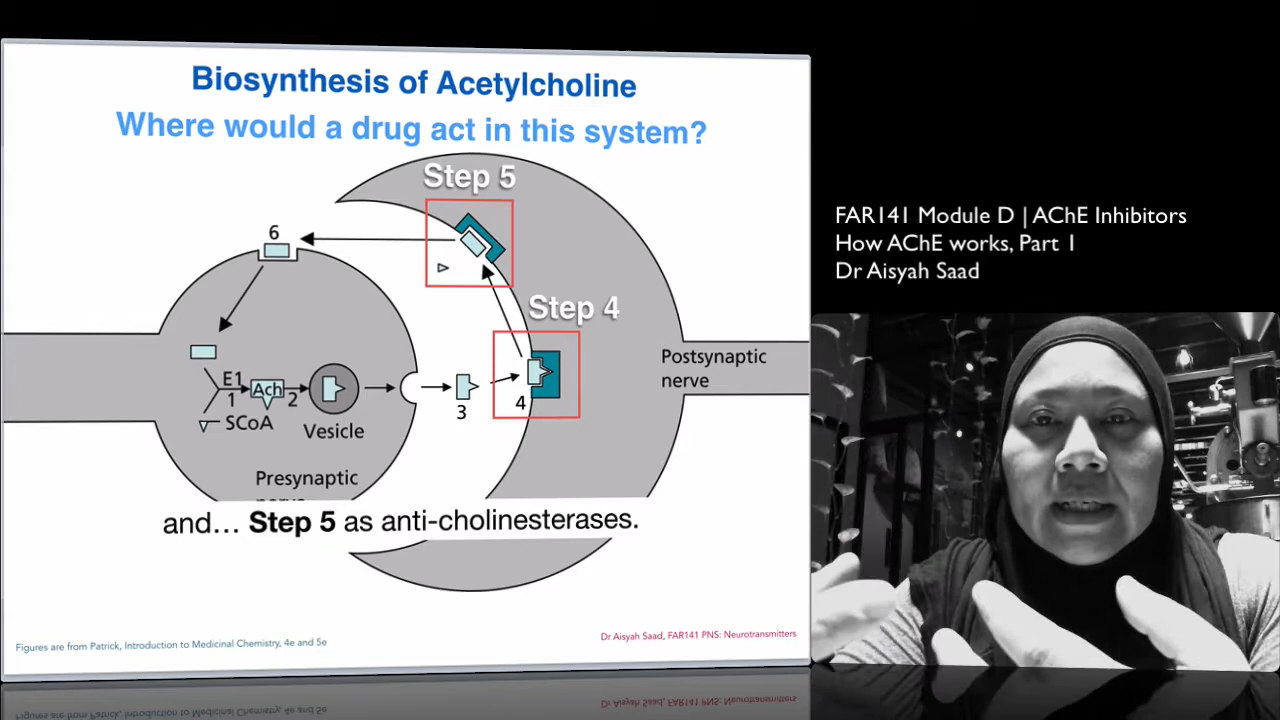 Biosynthesis of Acetylcholine
Where would a drug act in this system?
Step 5
6
Step 4
Postsynaptic
nerve
E1
1
Ach
2
SCoA
Vesicle
3
4
Presynaptic
and... Step 5 as anti-cholinesterases.
Figures are from Patrick, Introduction to Medicinal Chemistry, 4e and 5e
Dr Aisyah Saad, FAR141 PNS: Neurotransmitters
FAR141 Module D | AChE Inhibitors
How AChE works, Part 1
Dr Aisyah Saad